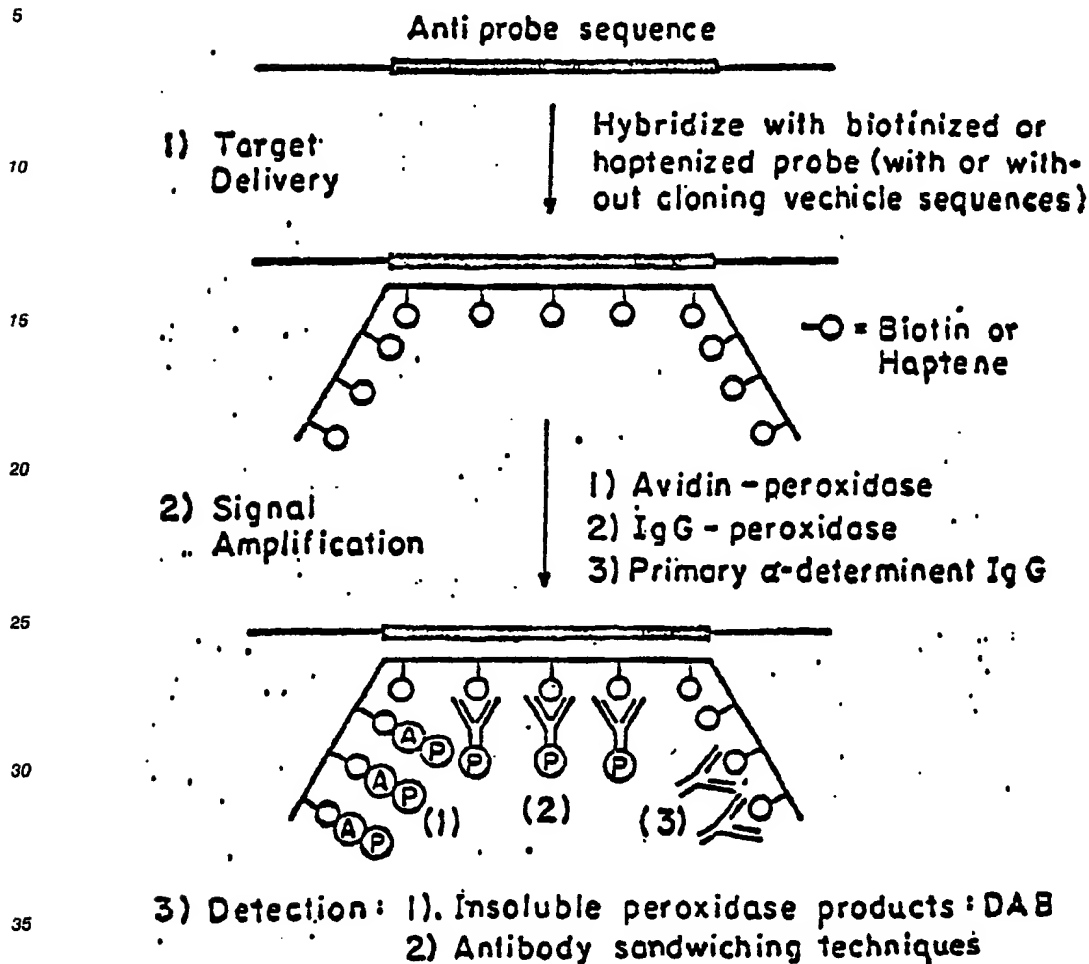 5
Anti probe sequence
1) Target
Delivery
Hybridize with biotinized or
haptenized probe (with or with-
out cloning vechicle sequences)
10
15
-O = Biotin or
Haptene
20
2) Signal
Amplification
1) Avidin-peroxidase
2) IgG-peroxidase
3) Primary α-determinent IgG
25
A P
P P P
A P
A P
(1) (2) (3)
30
3) Detection: 1). Insoluble peroxidase products: DAB
2) Antibody sandwiching techniques
35